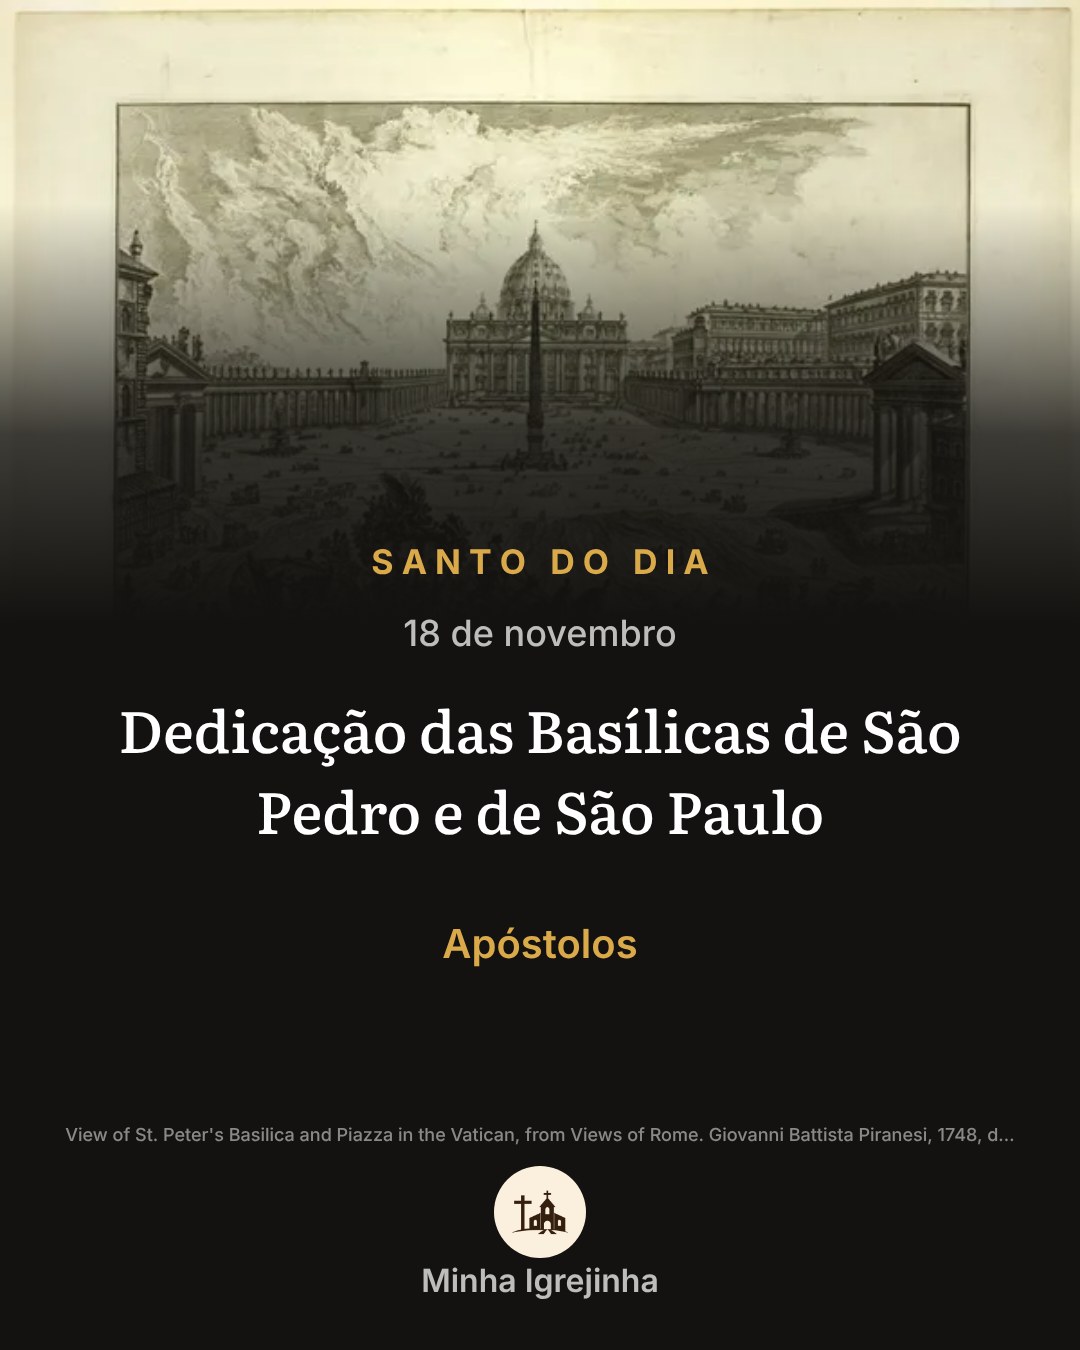 SANTO DO DIA
18 de novembro
Dedicação das Basílicas de São
Pedro e de São Paulo
Apóstolos
View of St. Peter's Basilica and Piazza in the Vatican, from Views of Rome. Giovanni Battista Piranesi, 1748, d...
Minha Igrejinha